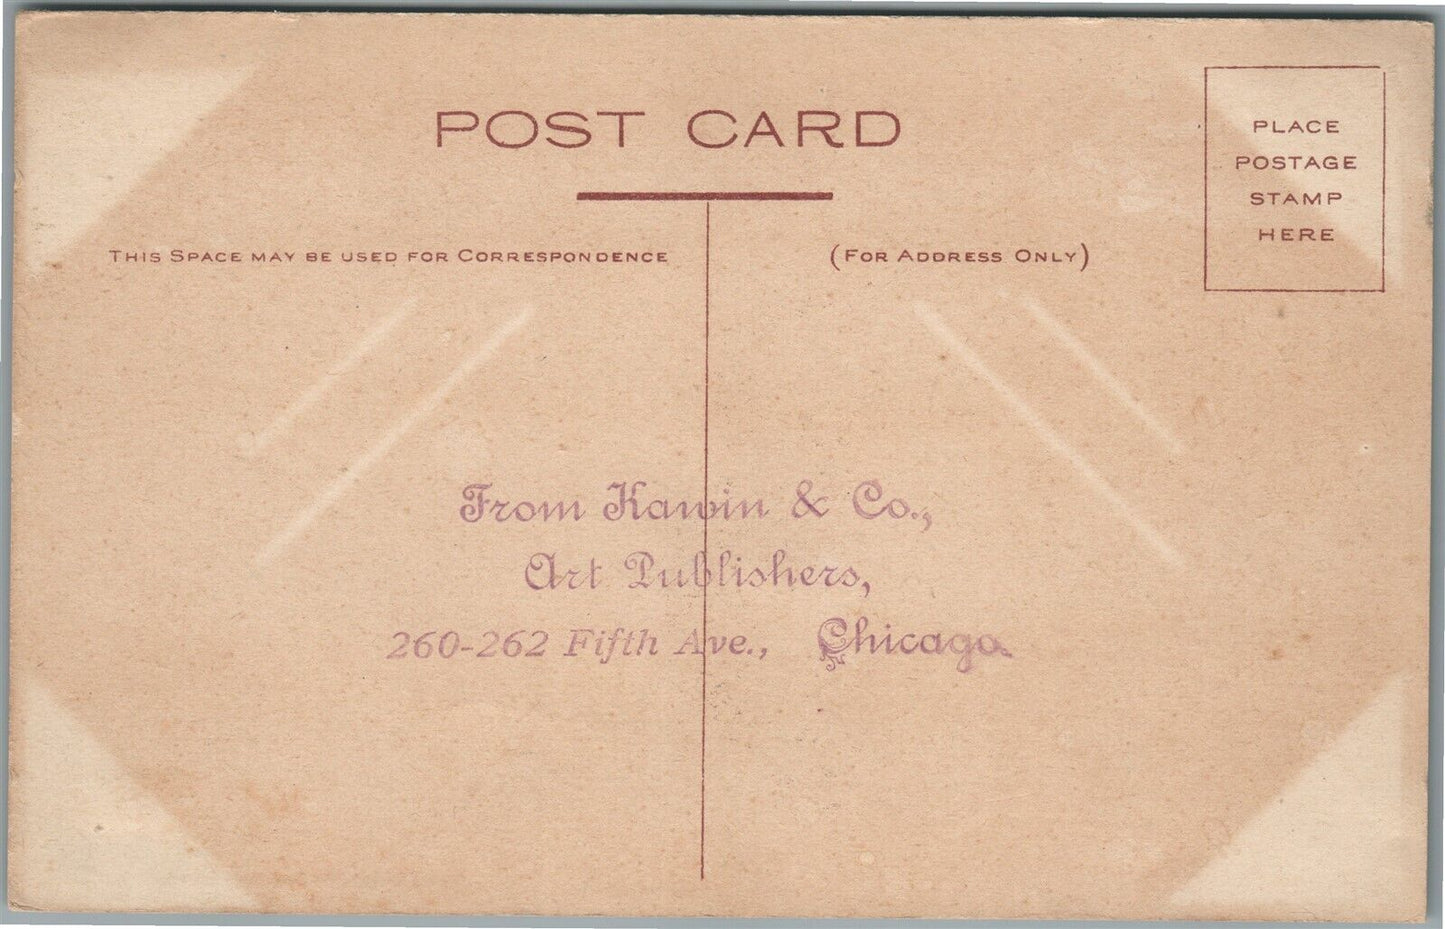 POST CARD
THIS SPACE MAY BE USED FOR CORRESPONDENCE
(FOR ADDRESS ONLY)
PLACE
POSTAGE
STAMP
HERE
From Kawin & Co.,
Art Publishers,
260-262 Fifth Ave., Chicago.